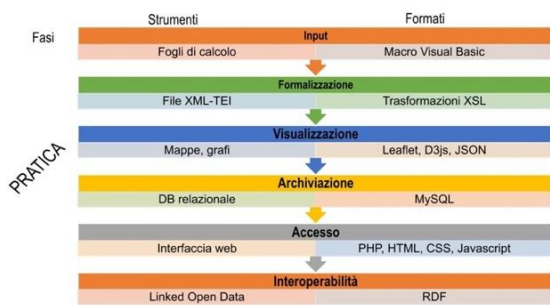 Strumenti Formati
Fasi
Input
Fogli di calcolo Macro Visual Basic
Formalizzazione
File XML-TEI Trasformazioni XSL
Visualizzazione
Mappe, grafi Leaflet, D3js, JSON
PRATICA
Archiviazione
DB relazionale MySQL
Accesso
Interfaccia web PHP, HTML, CSS, Javascript
Interoperabilità
Linked Open Data RDF